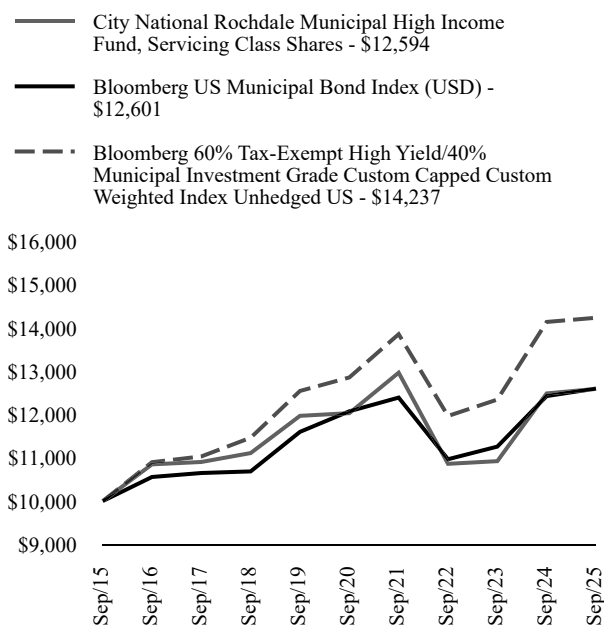 City National Rochdale Municipal High Income
Fund, Servicing Class Shares - $12,594
Bloomberg US Municipal Bond Index (USD) -
$12,601
Bloomberg 60% Tax-Exempt High Yield/40%
Municipal Investment Grade Custom Capped Custom
Weighted Index Unhedged US - $14,237
$16,000
$15,000
$14,000
$13,000
$12,000
$11,000
$10,000
$9,000
Sep/15
Sep/16
Sep/17
Sep/18
Sep/19
Sep/20
Sep/21
Sep/22
Sep/23
Sep/24
Sep/25